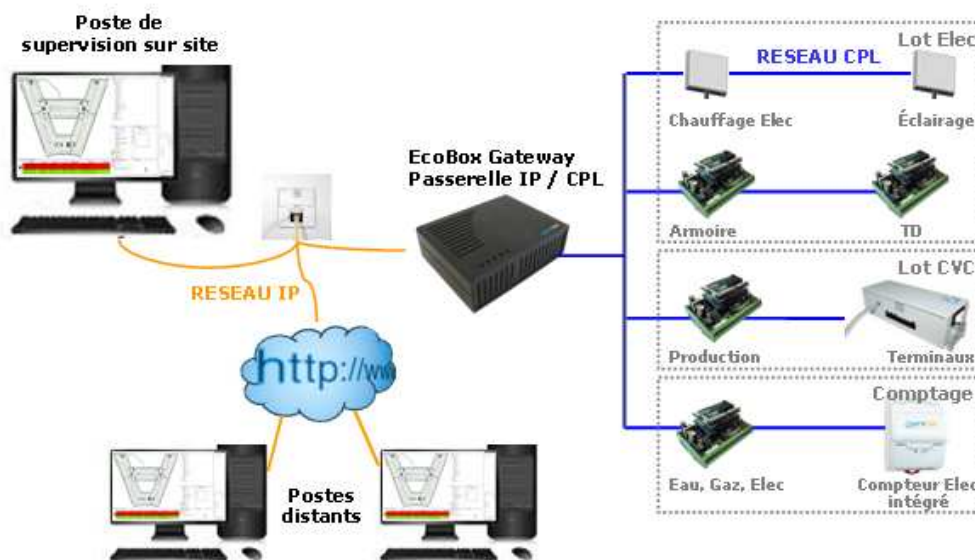 Poste de
supervision sur site
RESEAU IP
EcoBox Gateway
Passerelle IP / CPL
http://ww
Postes
distants
Lot Elec
RESEAU CPL
Chauffage Elec
Éclairage
Armoire
TD
Lot CVC
Production
Terminaux
Comptage
Eau, Gaz, Elec
Compteur Elec
intégré